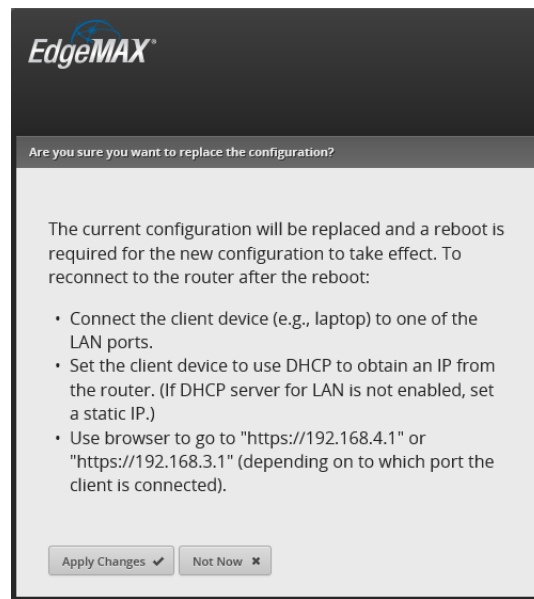 EdgeMAX®
Are you sure you want to replace the configuration?
The current configuration will be replaced and a reboot is
required for the new configuration to take effect. To
reconnect to the router after the reboot:
• Connect the client device (e.g., laptop) to one of the
LAN ports.
• Set the client device to use DHCP to obtain an IP from
the router. (If DHCP server for LAN is not enabled, set
a static IP.)
• Use browser to go to "https://192.168.4.1" or
"https://192.168.3.1" (depending on to which port the
client is connected).
Apply Changes ✔ Not Now ✖